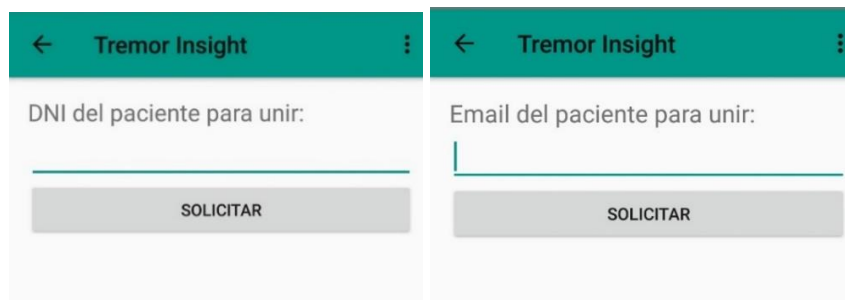 Tremor Insight
DNI del paciente para unir:
SOLICITAR
Tremor Insight
Email del paciente para unir:
SOLICITAR